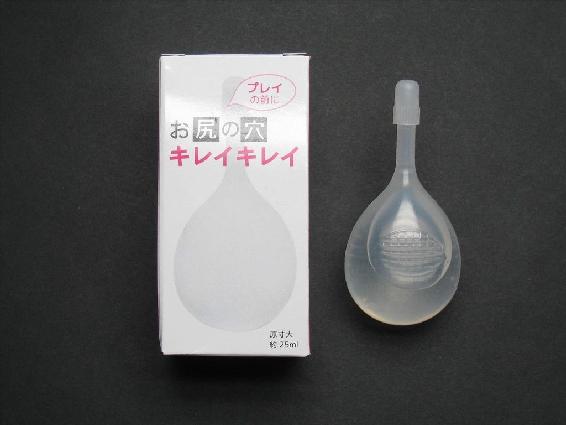 プレイ
の前に
お尻の穴
キレイキレイ
原寸大
約25ml